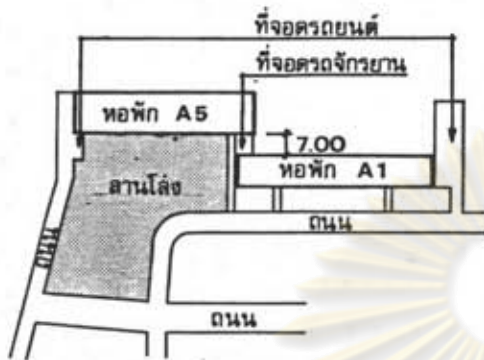 ที่จอดรถยนต์
ที่จอดรถจักรยาน
หอพัก A5
7.00
หอพัก A1
ลานโล่ง
ถนน
ถนน
ถนน